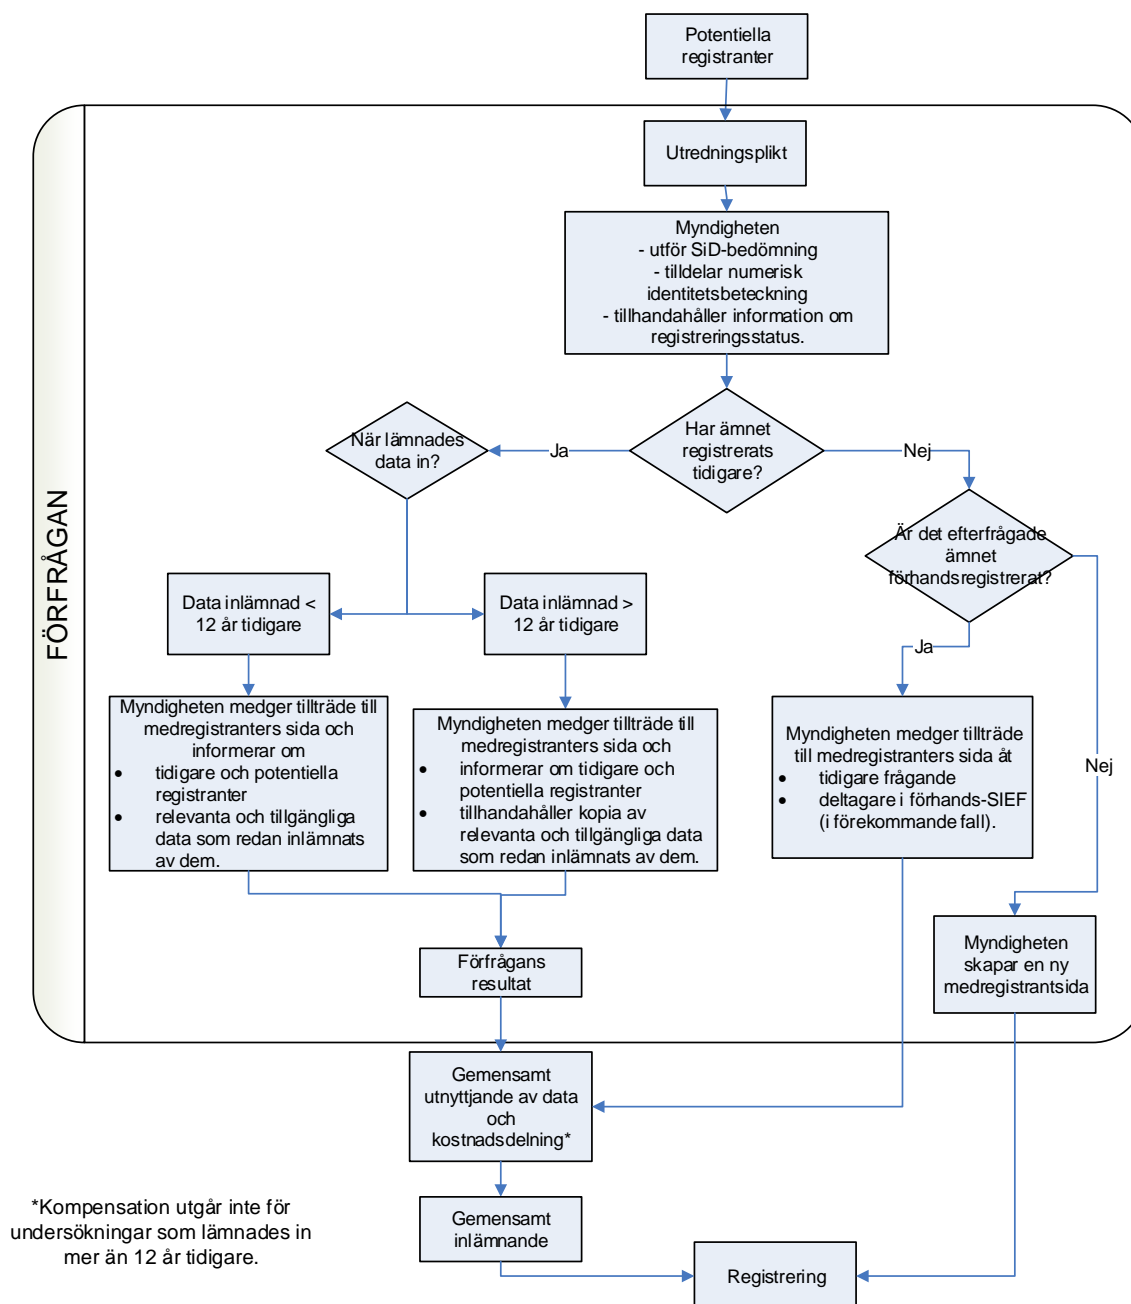 Potentiella
registranter
Utredningsplikt
Myndigheten
- utför SiD-bedömning
- tilldelar numerisk
identitetsbeteckning
- tillhandahåller information om
registreringsstatus.
Har ämnet
registrerats
tidigare?
Ja
Nej
När lämnades
data in?
Är det efterfrågade
ämnet
förhandsregistrerat?
Ja
Nej
Data inlämnad <
12 år tidigare
Data inlämnad >
12 år tidigare
Myndigheten medger tillträde till
medregistranters sida och
informerar om
• tidigare och potentiella
registranter
• relevanta och tillgängliga
data som redan inlämnats
av dem.
Myndigheten medger tillträde till
medregistranters sida och
• informerar om tidigare och
potentiella registranter
• tillhandahåller kopia av
relevanta och tillgängliga data
som redan inlämnats av dem.
Myndigheten medger tillträde
till medregistranters sida åt
• tidigare frågande
• deltagare i förhands-SIEF
(i förekommande fall).
Förfrågans
resultat
Myndigheten
skapar en ny
medregistrantsida
FÖRFRÅGAN
Gemensamt
utnyttjande av data
och
kostnadsdelning*
Gemensamt
inlämnande
Registrering
*Kompensation utgår inte för
undersökningar som lämnades in
mer än 12 år tidigare.